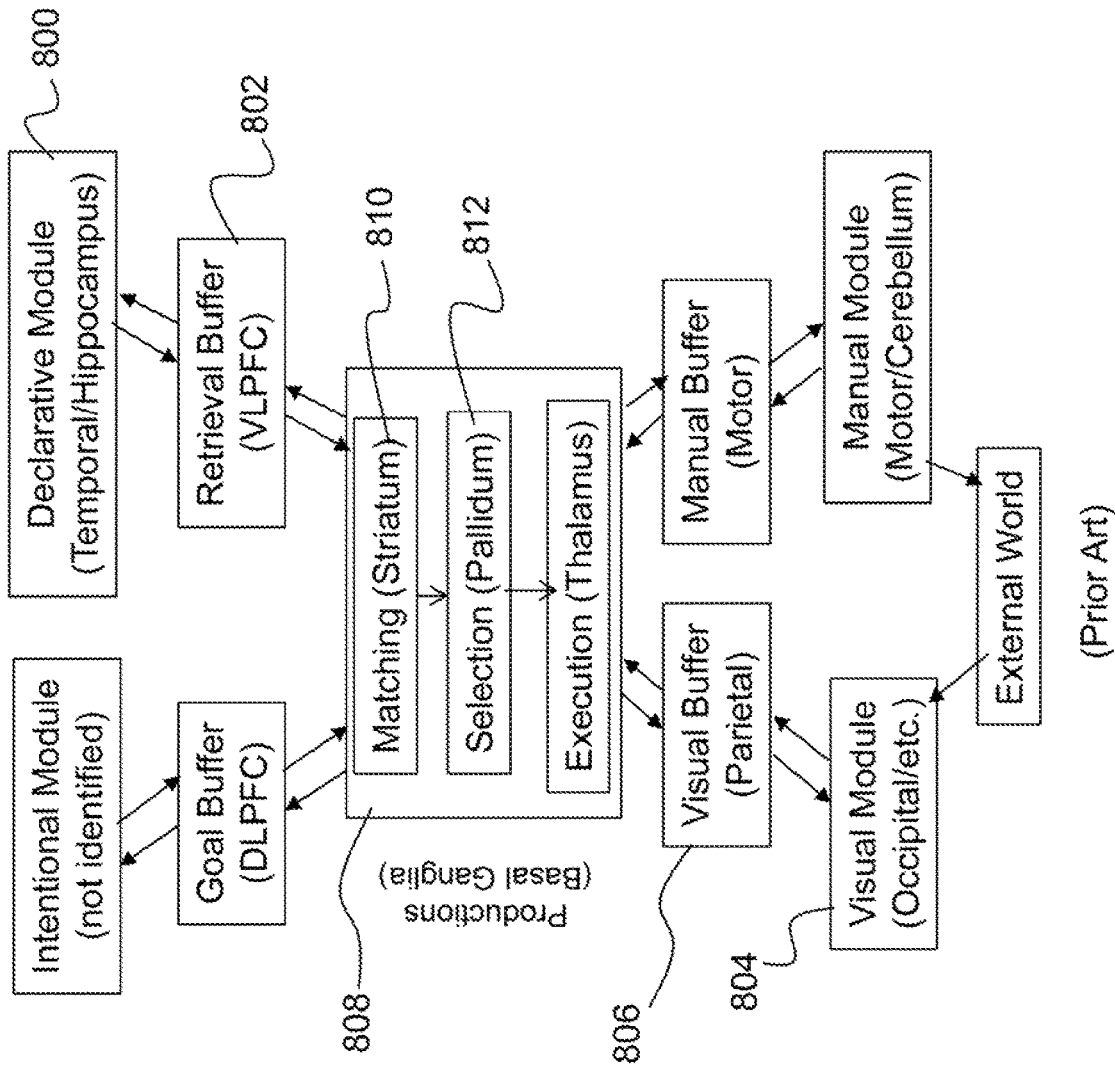 Intentional Module
(not identified)
Declarative Module
(Temporal/Hippocampus)
800
Goal Buffer
(DLPFC)
Retrieval Buffer
(VLPFC)
802
808
Productions
(Basal Ganglia)
Matching (Striatum)
810
Selection (Pallidum)
812
Execution (Thalamus)
806
Visual Buffer
(Parietal)
Manual Buffer
(Motor)
804
Visual Module
(Occipital/etc.)
Manual Module
(Motor/Cerebellum)
External World
(Prior Art)